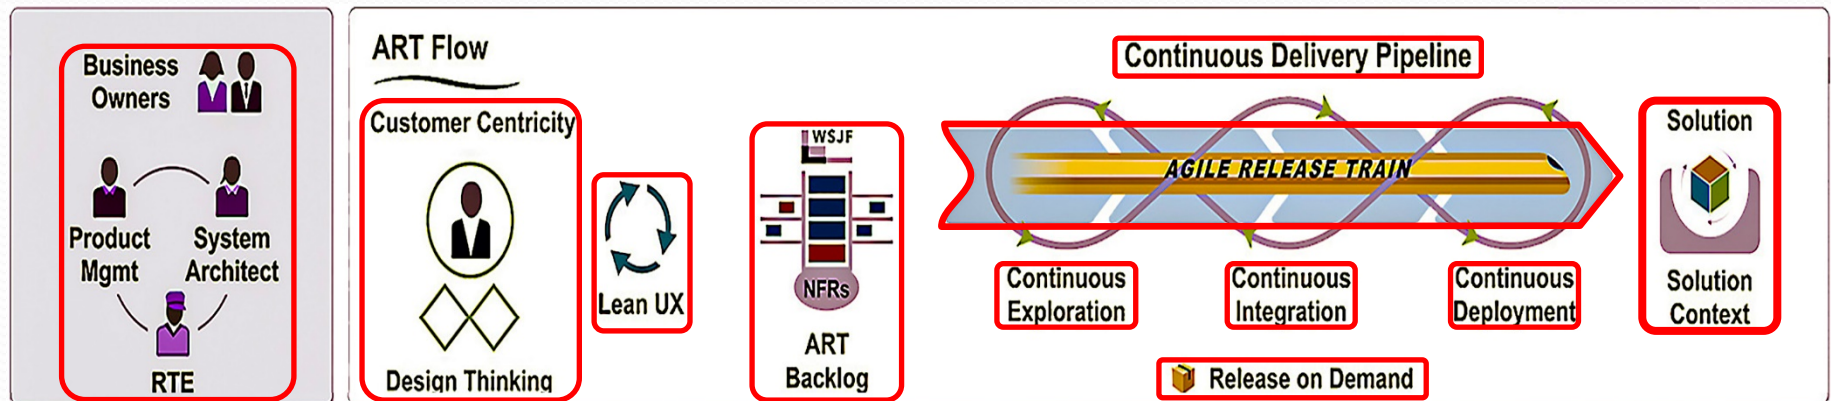 Business
Owners
Product
Mgmt
System
Architect
RTE
ART Flow
Customer Centricity
Design Thinking
Lean UX
WSJF
NFRs
ART
Backlog
Continuous Delivery Pipeline
AGILE RELEASE TRAIN
Continuous
Exploration
Continuous
Integration
Continuous
Deployment
Release on Demand
Solution
Solution
Context